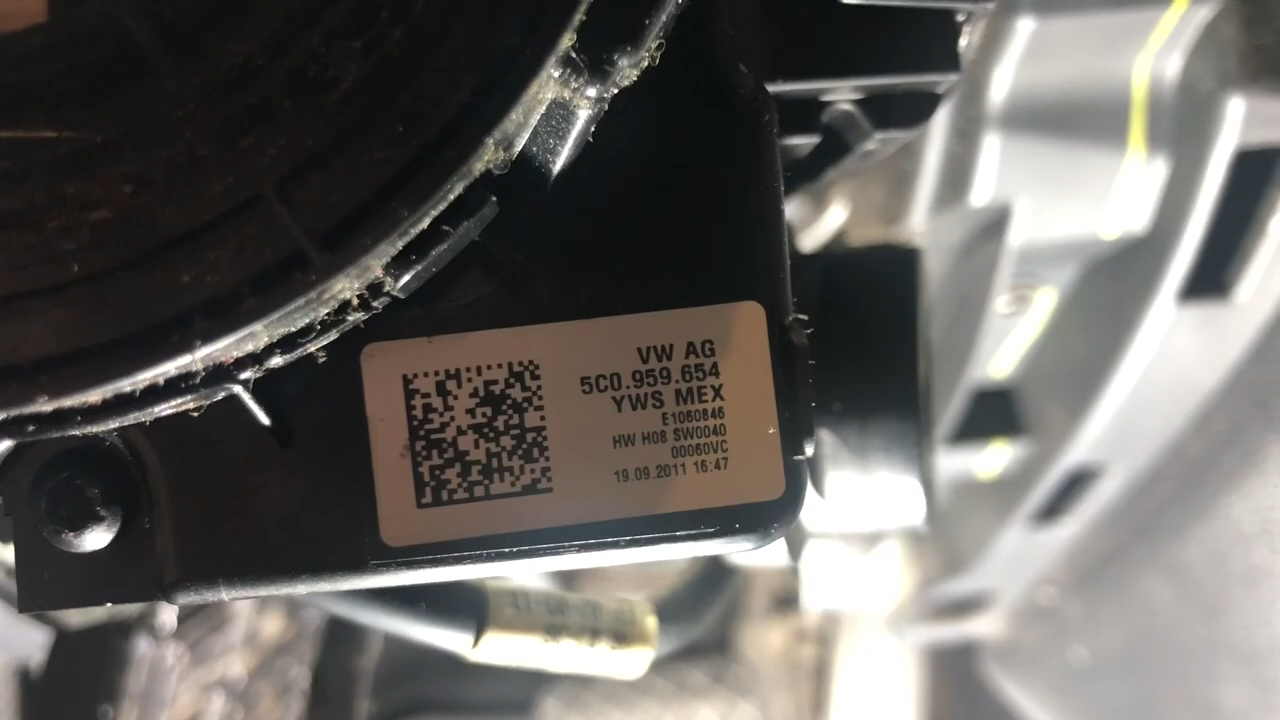 VW AG
5C0.959.654
YWS MEX
E1060846
HW H08 SW0040
00060VC
19.09.2011 16:47